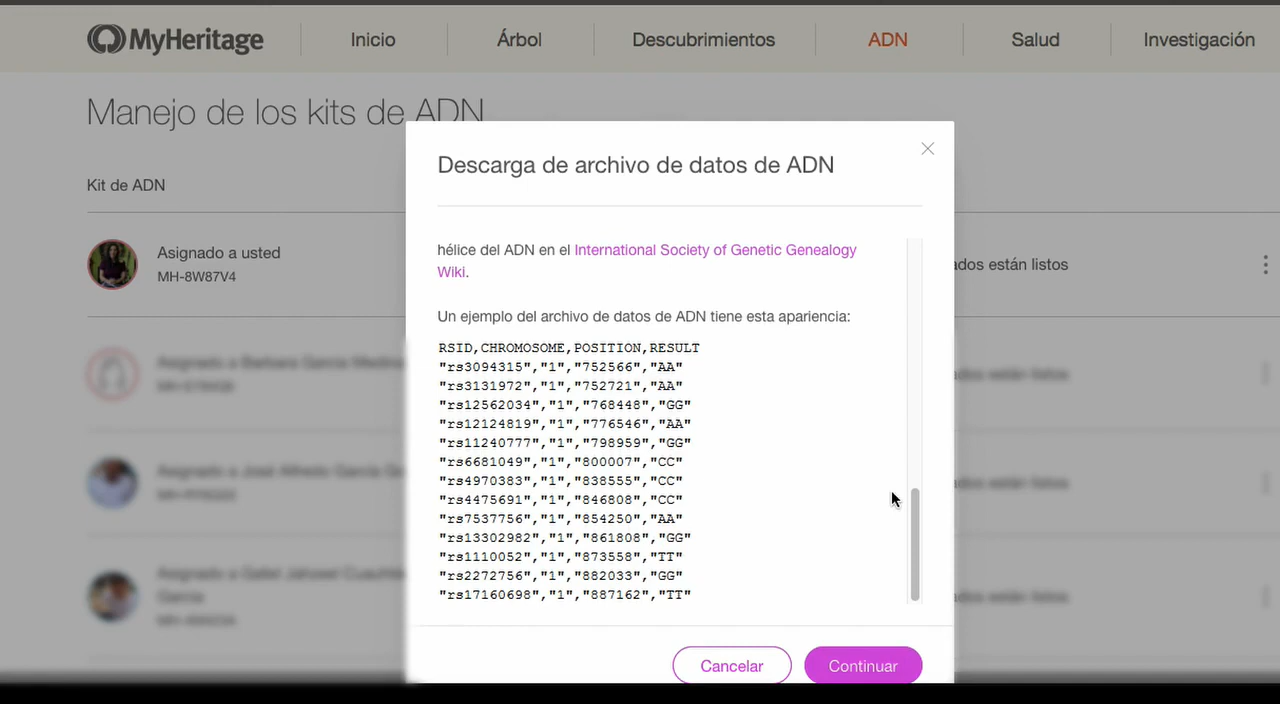 MyHeritage
Inicio
Árbol
Descubrimientos
ADN
Salud
Investigación
Manejo de los kits de ADN
Kit de ADN
Asignado a usted
MH-8W87V4
ados están listos
Descarga de archivo de datos de ADN
hélice del ADN en el International Society of Genetic Genealogy
Wiki.
Un ejemplo del archivo de datos de ADN tiene esta apariencia:
RSID,CHROMOSOME,POSITION,RESULT
"rs3094315","1","752566","AA"
"rs3131972","1","752721","AA"
"rs12562034","1","768448","GG"
"rs12124819","1","776546","AA"
"rs11240777","1","798959","GG"
"rs6681049","1","800007","CC"
"rs4970383","1","838555","CC"
"rs4475691","1","846808","CC"
"rs7537756","1","854250","AA"
"rs13302982","1","861808","GG"
"rs1110052","1","873558","TT"
"rs2272756","1","882033","GG"
"rs17160698","1","887162","TT"
Cancelar
Continuar